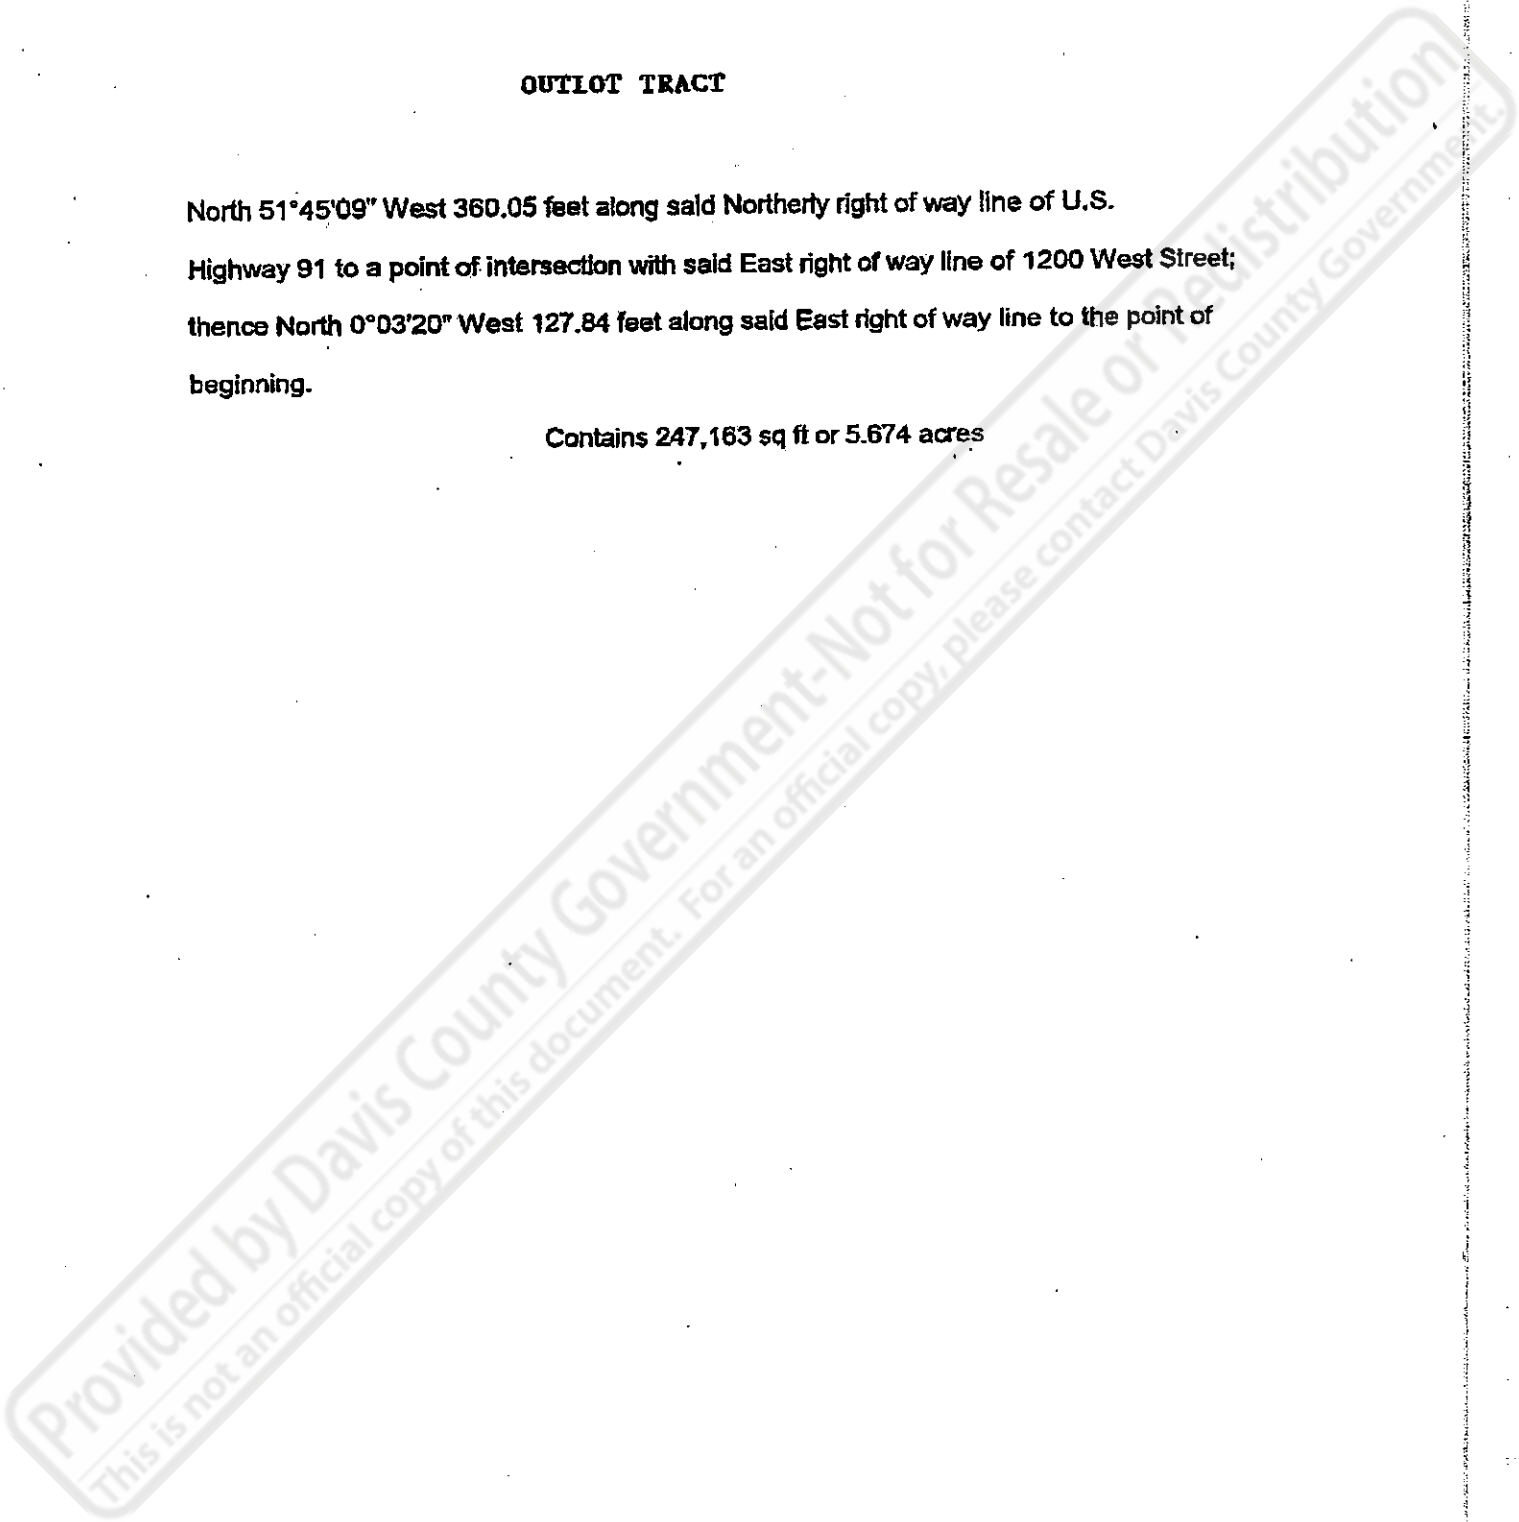 OUTLOT TRACT
North 51°45'09" West 360.05 feet along said Northerly right of way line of U.S.
Highway 91 to a point of intersection with said East right of way line of 1200 West Street;
thence North 0°03'20" West 127.84 feet along said East right of way line to the point of
beginning.
Contains 247,163 sq ft or 5.674 acres
Provided by Davis County Government-Not for Resale or Redistribution
This is not an official copy of this document. For an official copy, please contact Davis County Government.